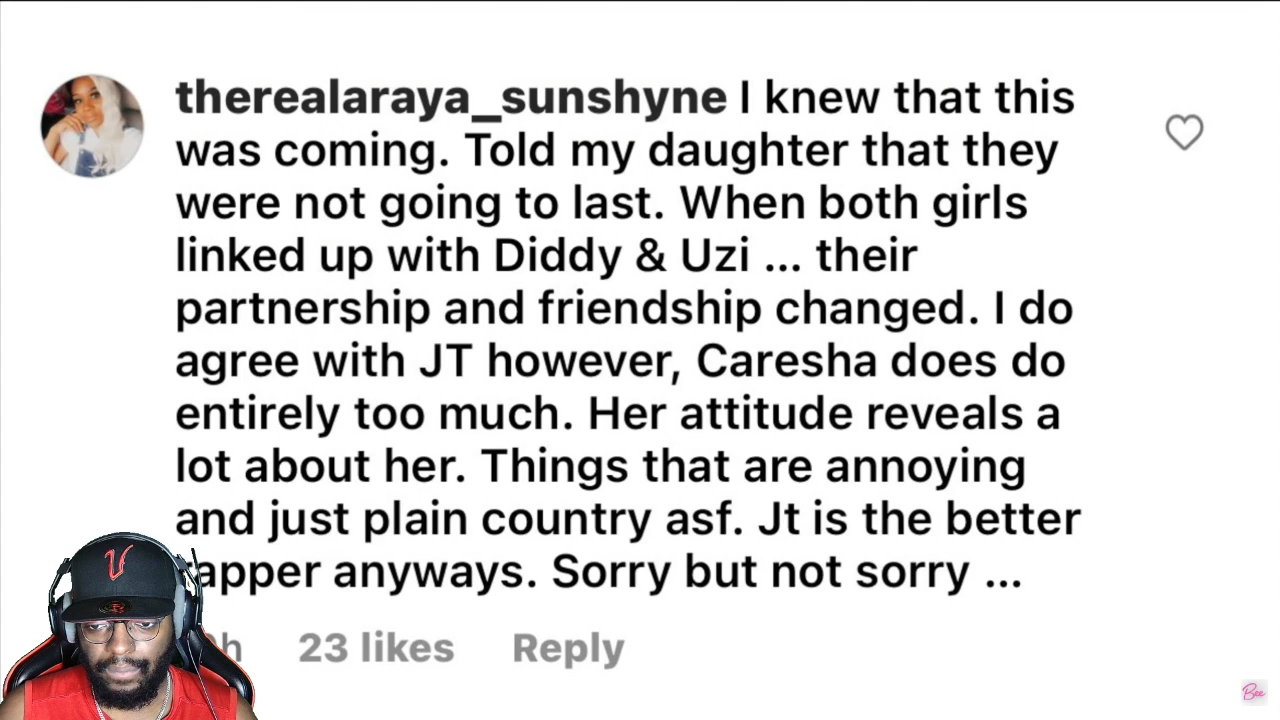 therealaraya_sunshyne I knew that this
was coming. Told my daughter that they
were not going to last. When both girls
linked up with Diddy & Uzi ... their
partnership and friendship changed. I do
agree with JT however, Caresha does do
entirely too much. Her attitude reveals a
lot about her. Things that are annoying
and just plain country asf. Jt is the better
rapper anyways. Sorry but not sorry ...
23 likes Reply
V
Bee